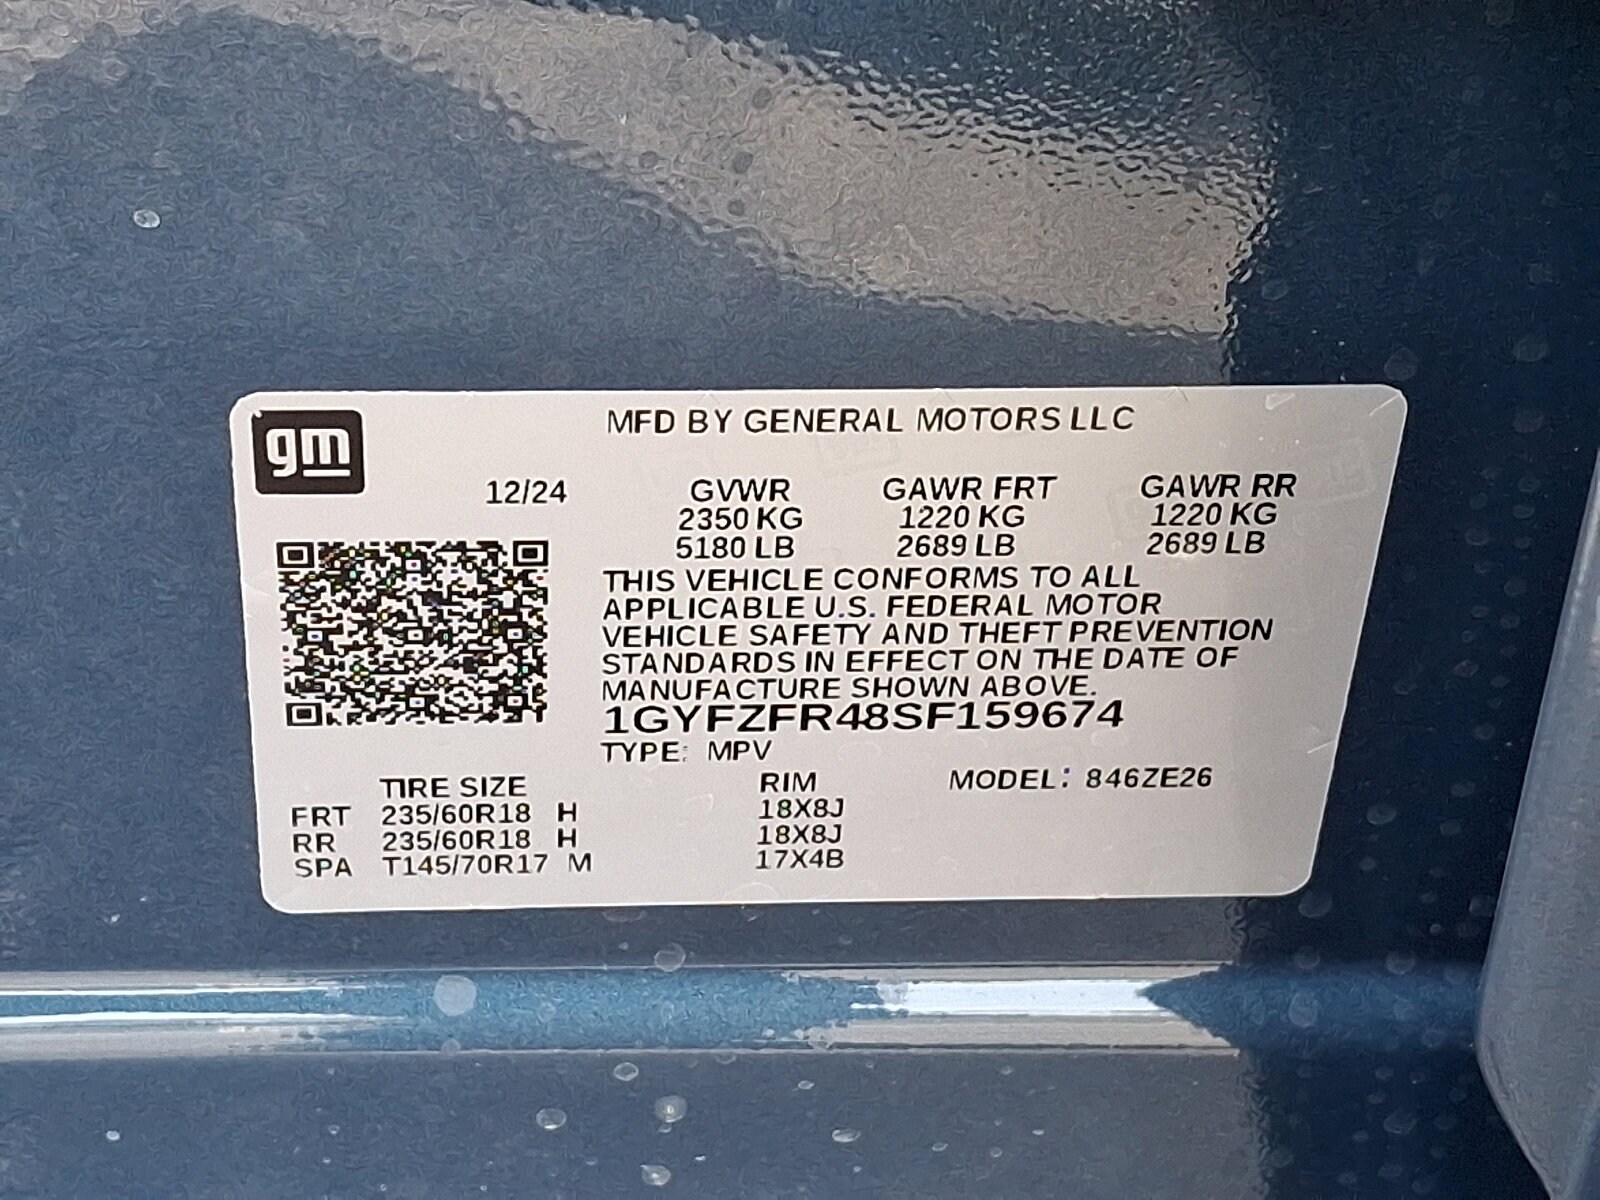 gm
MFD BY GENERAL MOTORS LLC
12/24 GVWR GAWR FRT GAWR RR
2350 KG 1220 KG 1220 KG
5180 LB 2689 LB 2689 LB
THIS VEHICLE CONFORMS TO ALL
APPLICABLE U.S. FEDERAL MOTOR
VEHICLE SAFETY AND THEFT PREVENTION
STANDARDS IN EFFECT ON THE DATE OF
MANUFACTURE SHOWN ABOVE.
1GYFZFR48SF159674
TYPE: MPV
TIRE SIZE RIM MODEL: 846ZE26
FRT 235/60R18 H 18X8J
RR 235/60R18 H 18X8J
SPA T145/70R17 M 17X4B